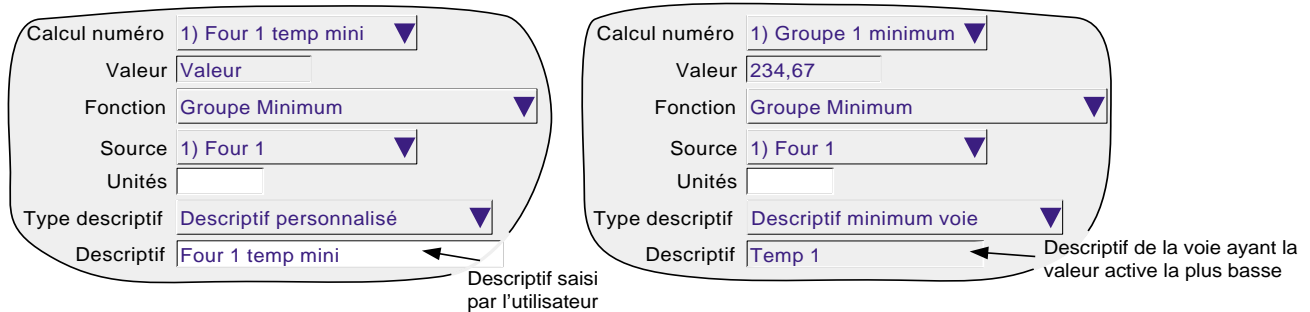 Calcul numéro 1) Four 1 temp mini
Valeur Valeur
Fonction Groupe Minimum
Source 1) Four 1
Unités
Type descriptif Descriptif personnalisé
Descriptif Four 1 temp mini
Descriptif saisi
par l’utilisateur
Calcul numéro 1) Groupe 1 minimum
Valeur 234,67
Fonction Groupe Minimum
Source 1) Four 1
Unités
Type descriptif Descriptif minimum voie
Descriptif Temp 1
Descriptif de la voie ayant la
valeur active la plus basse